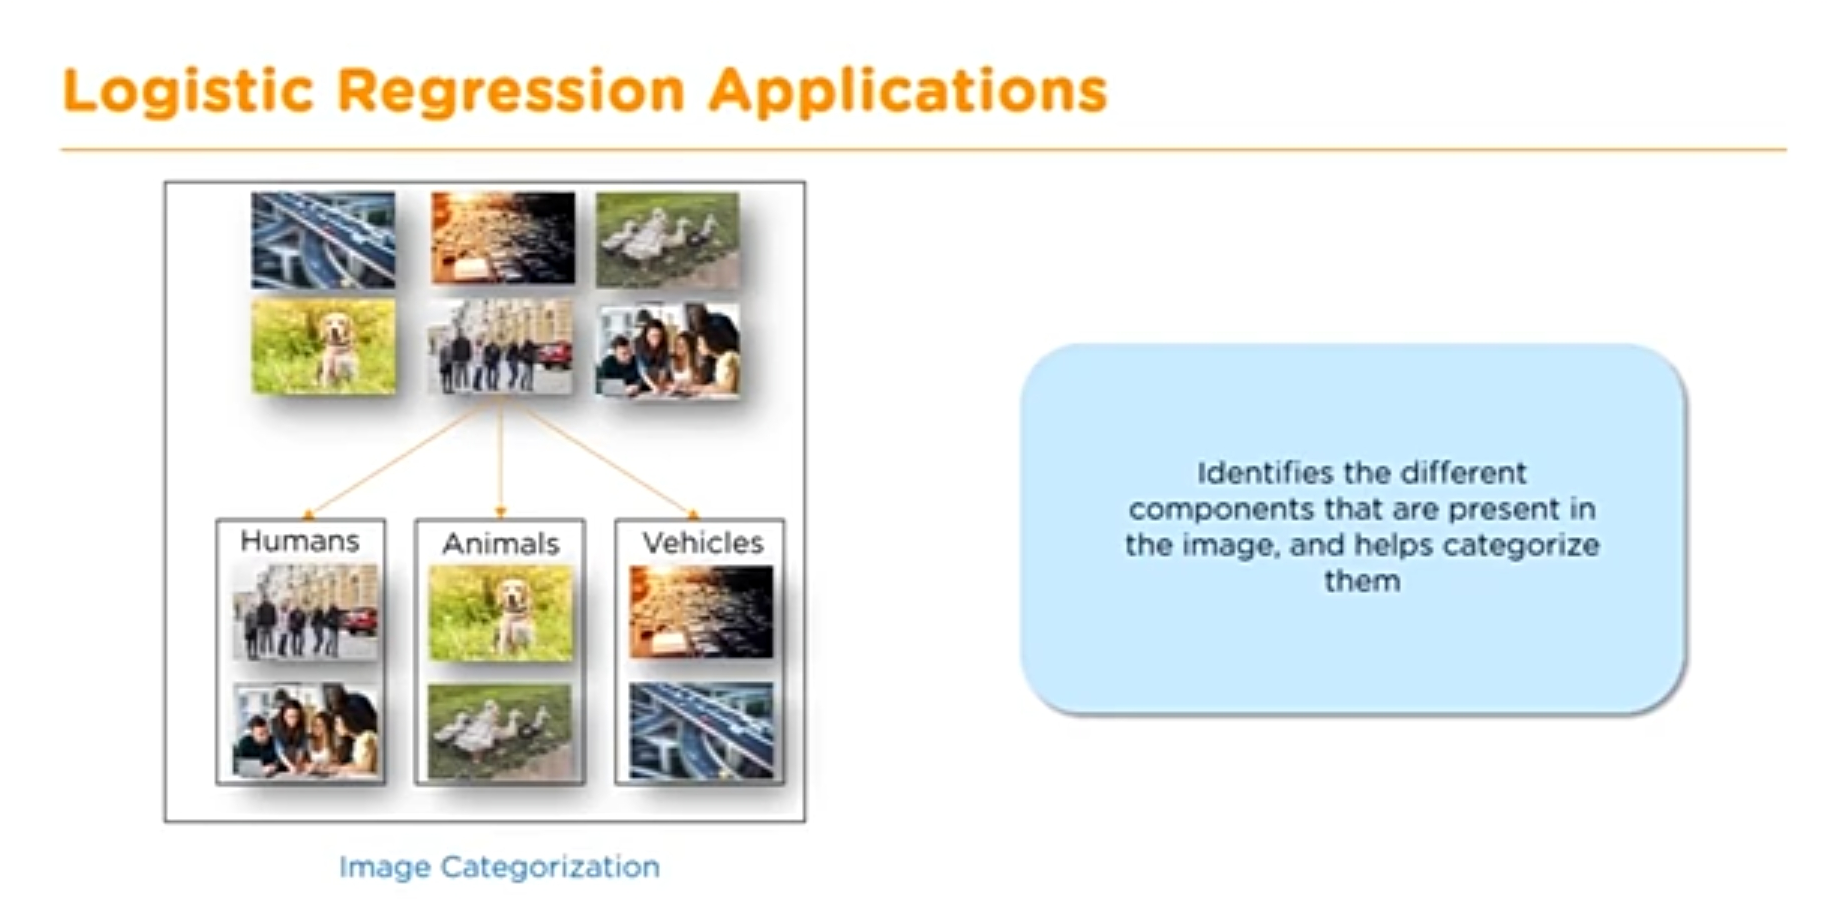 Logistic Regression Applications
Humans
Animals
Vehicles
Image Categorization
Identifies the different
components that are present in
the image, and helps categorize
them